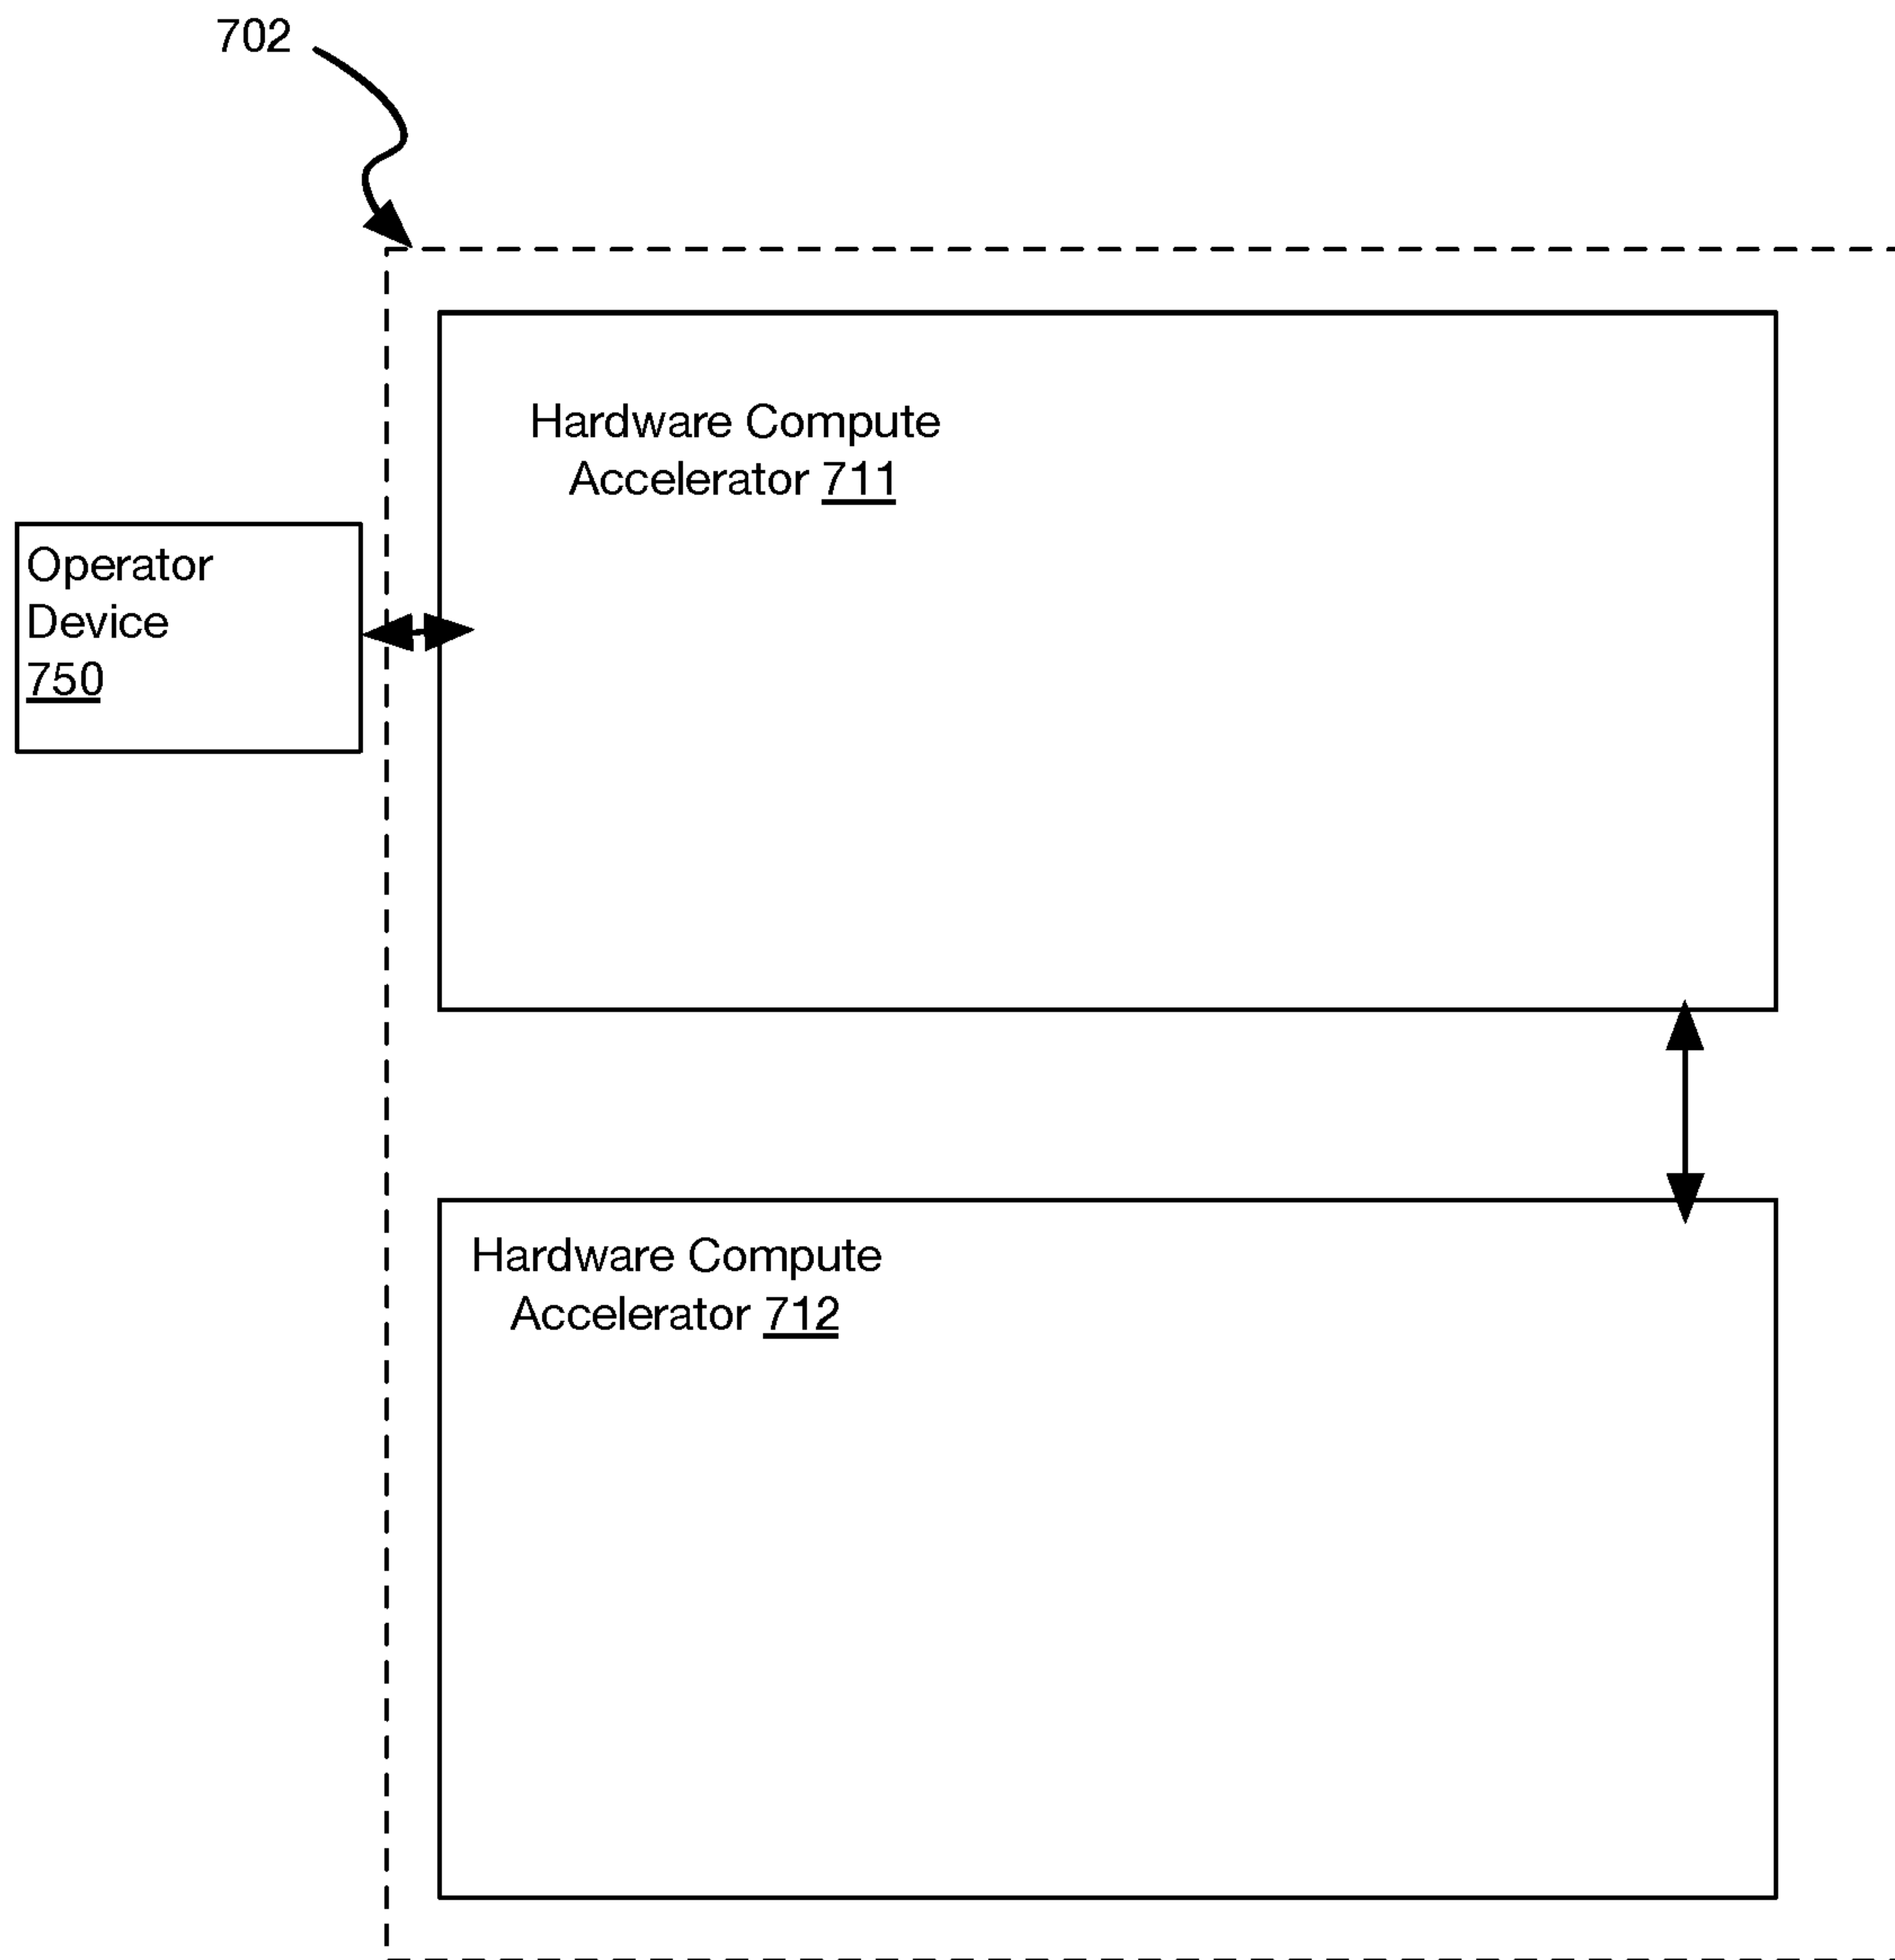 702
Hardware Compute
Accelerator 711
Operator
Device
750
Hardware Compute
Accelerator 712